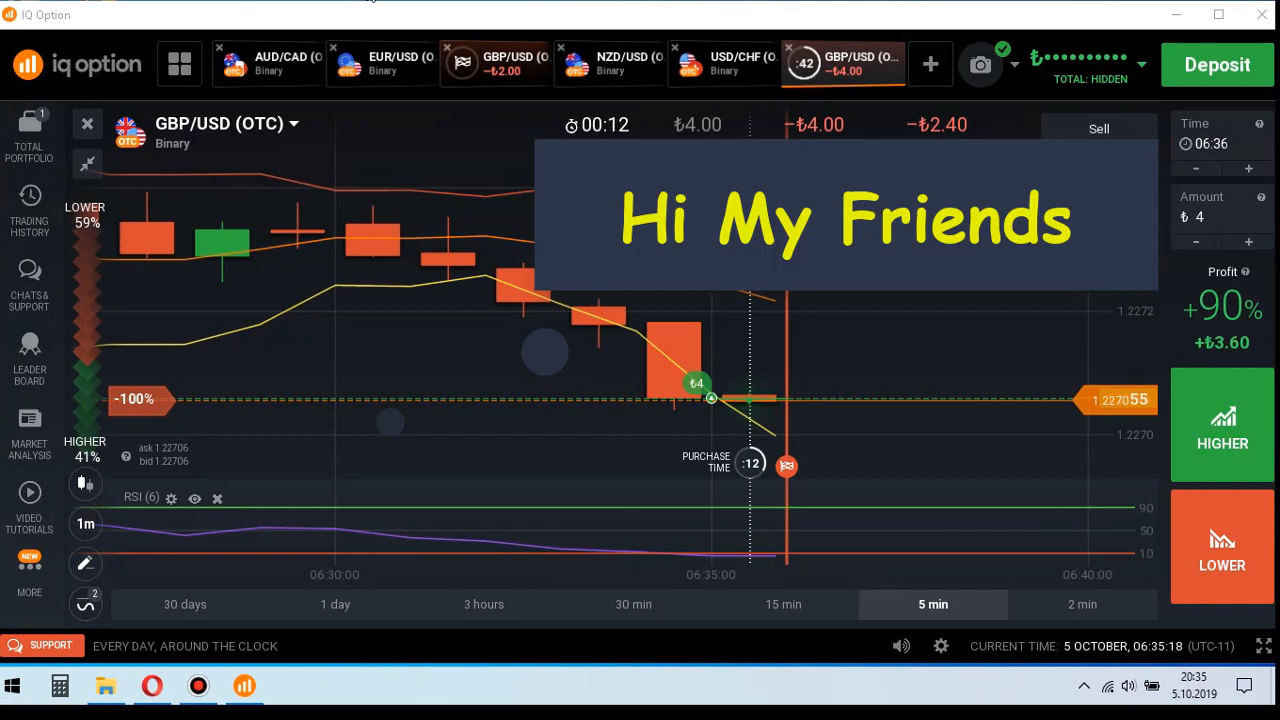 IQ Option
iq option
AUD/CAD (O
Binary
EUR/USD (O
Binary
GBP/USD (O
−₺2.00
NZD/USD (O
Binary
USD/CHF (O
Binary
:42
GBP/USD (O...
−₺4.00
₺••••••••••
TOTAL: HIDDEN
Deposit
1
TOTAL
PORTFOLIO
TRADING
HISTORY
CHATS &
SUPPORT
LEADER
BOARD
MARKET
ANALYSIS
VIDEO
TUTORIALS
NEW
MORE
OTC
GBP/USD (OTC)
Binary
00:12
₺4.00
−₺4.00
−₺2.40
Sell
Hi My Friends
LOWER
59%
-100%
HIGHER
41%
ask 1.22706
bid 1.22706
₺4
PURCHASE
TIME
:12
1.2272
1.227055
1.2270
RSI (6)
90
50
10
1m
2
06:30:00
06:35:00
06:40:00
30 days
1 day
3 hours
30 min
15 min
5 min
2 min
Time
06:36
-
+
Amount
₺ 4
-
+
Profit
+90%
+₺3.60
HIGHER
LOWER
SUPPORT
EVERY DAY, AROUND THE CLOCK
CURRENT TIME: 5 OCTOBER, 06:35:18 (UTC-11)
20:35
5.10.2019